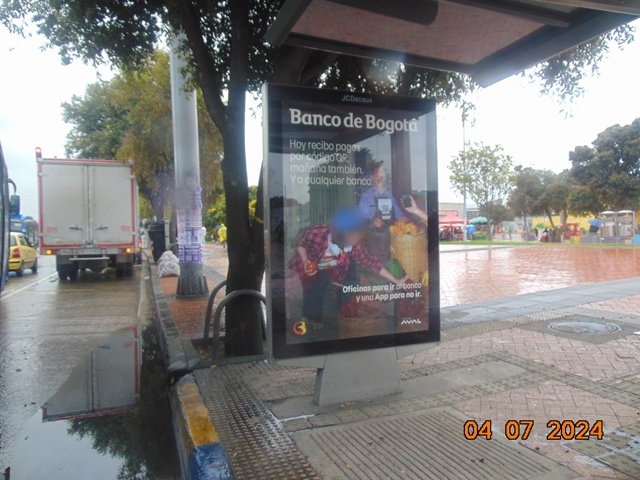 JCDecaux
Banco de Bogotá
Hoy recibo pagos
por código QR,
mañana también.
Y a cualquier banco.
Oficinas para ir al banco
y una App para no ir.
AVAL
04 07 2024